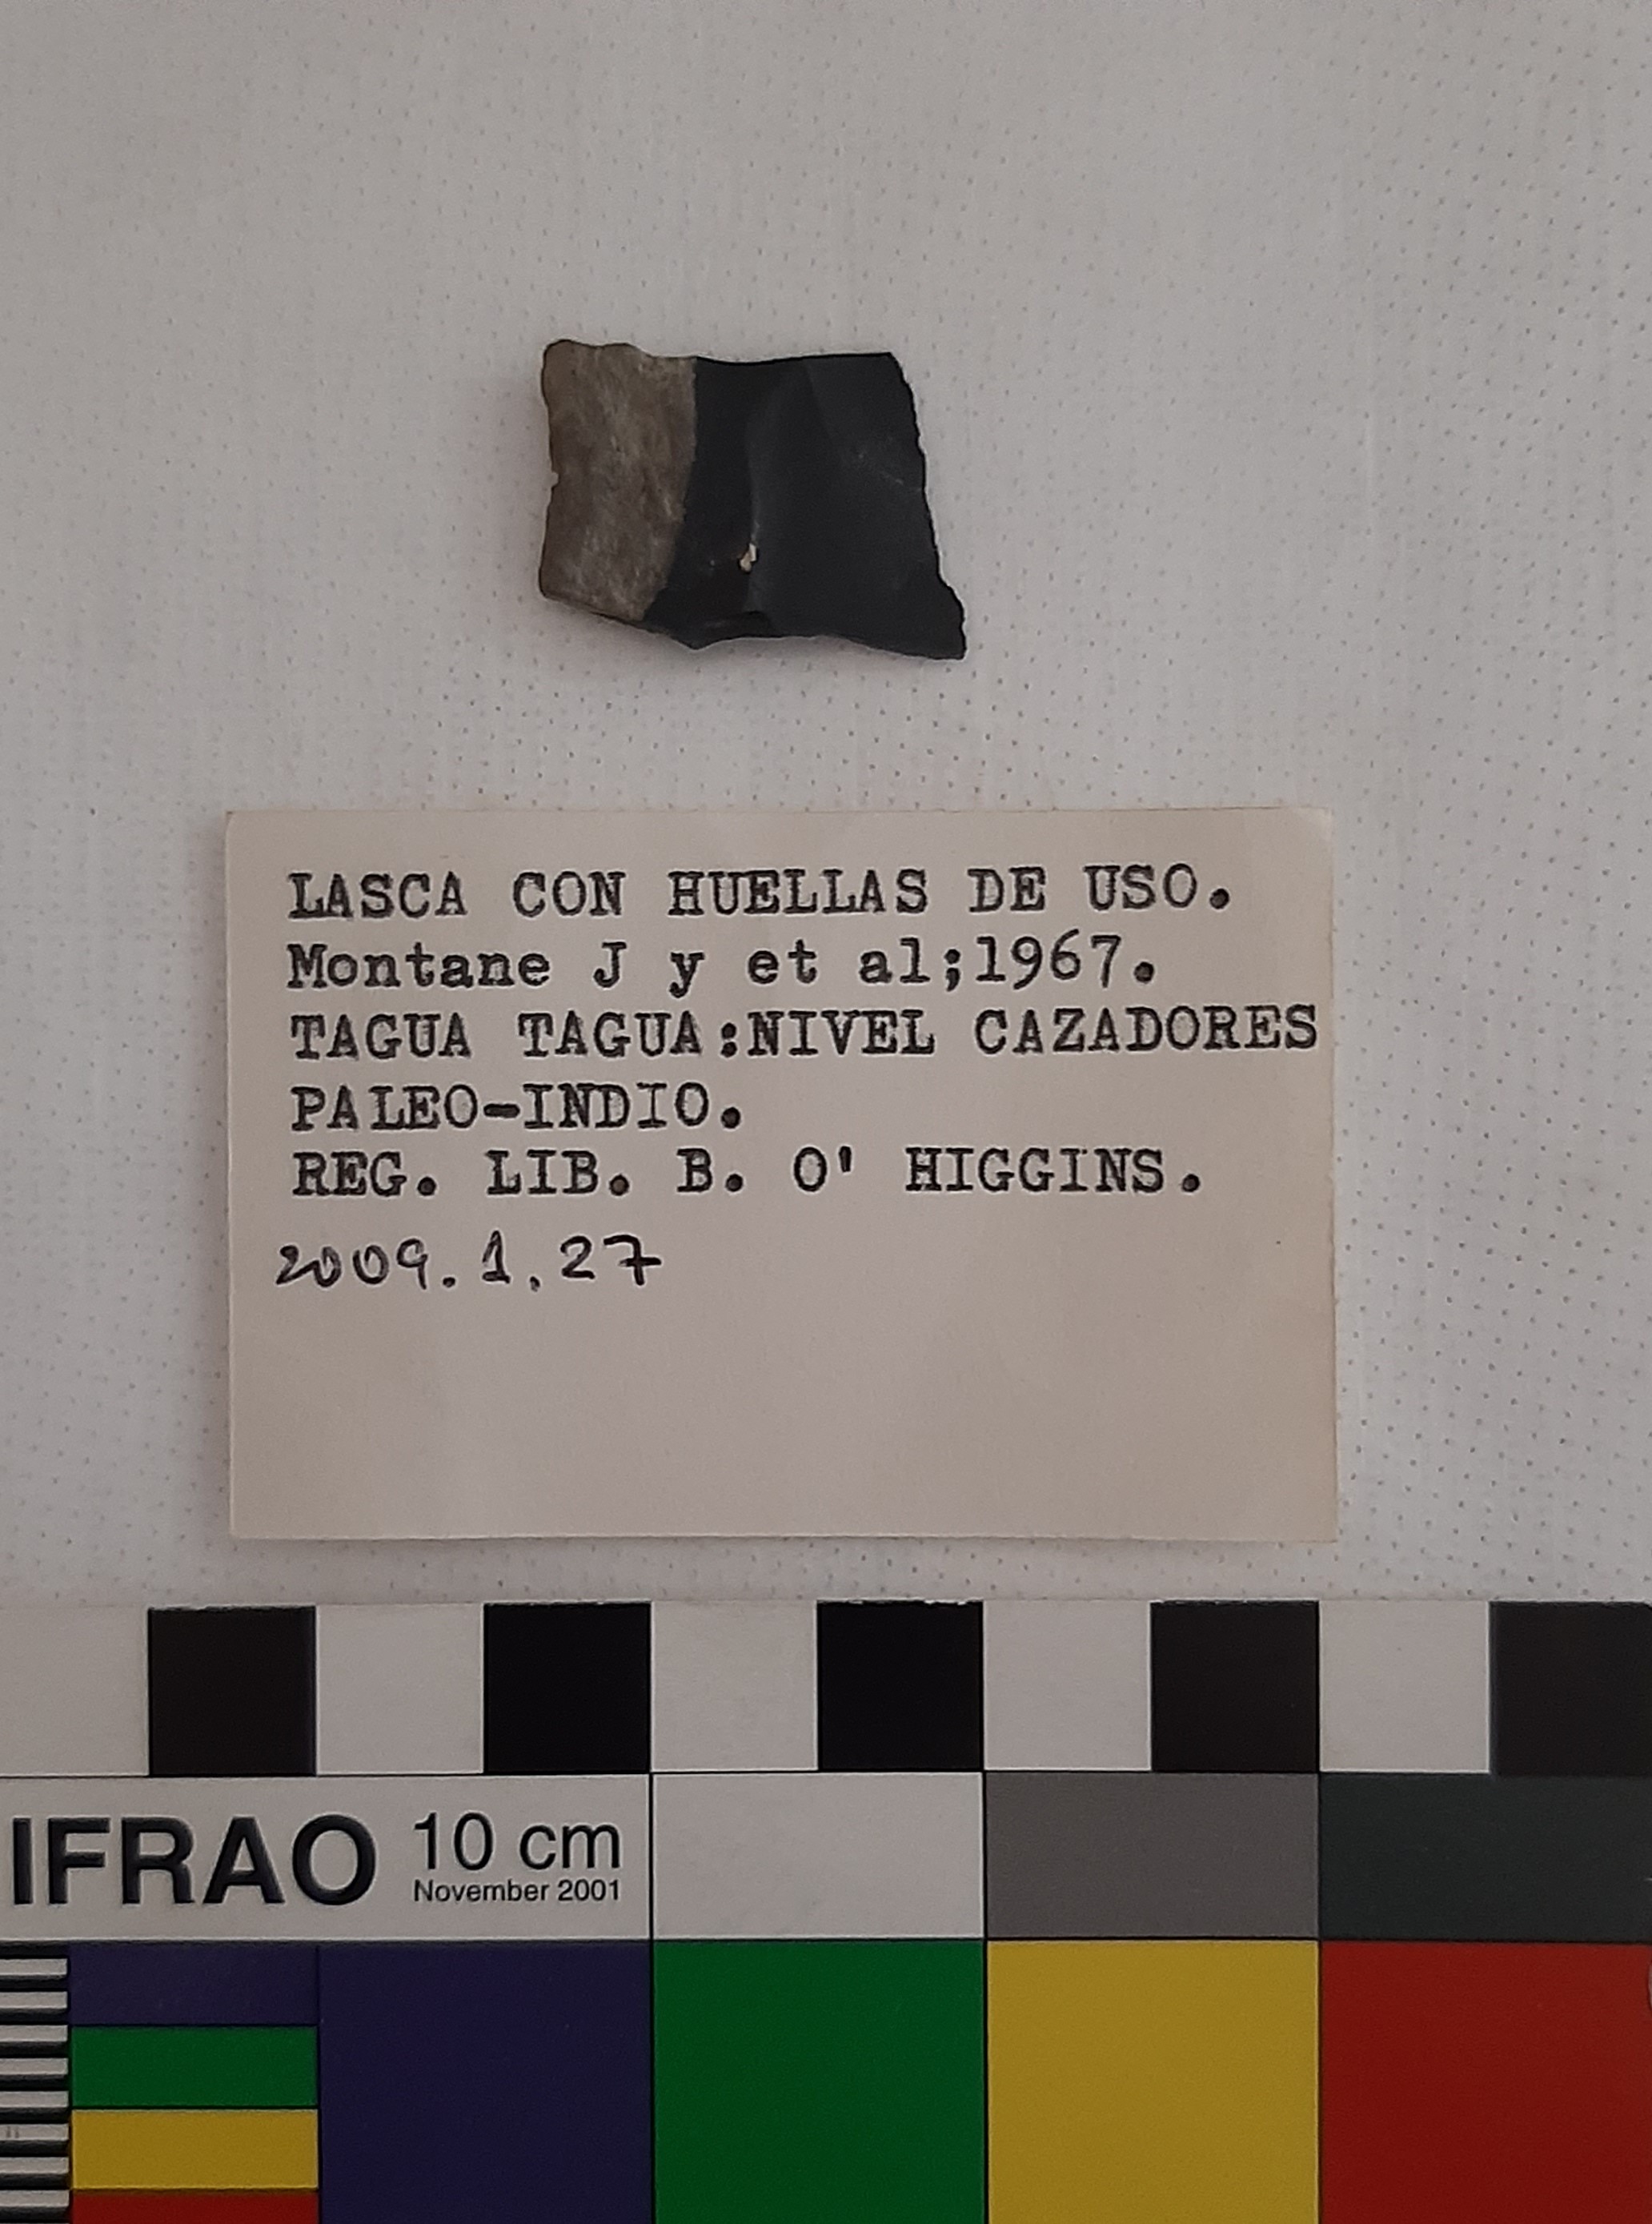 LASCA CON HUELLAS DE USO.
Montane J y et al;1967.
TAGUA TAGUA:NIVEL CAZADORES
PALEO-INDIO.
REG. LIB. B. O' HIGGINS.
2009.1.27
IFRAO 10 cm
November 2001